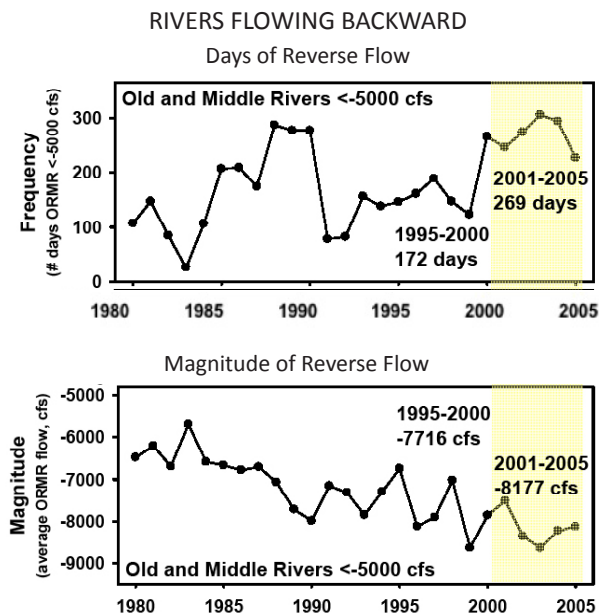 RIVERS FLOWING BACKWARD
Days of Reverse Flow
Old and Middle Rivers <-5000 cfs
Frequency
(# days ORMR <-5000 cfs)
300
200
100
0
2001-2005
269 days
1995-2000
172 days
1980 1985 1990 1995 2000 2005
Magnitude of Reverse Flow
Magnitude
(average ORMR flow, cfs)
-5000
-6000
-7000
-8000
-9000
1995-2000
-7716 cfs
2001-2005
-8177 cfs
Old and Middle Rivers <-5000 cfs
1980 1985 1990 1995 2000 2005